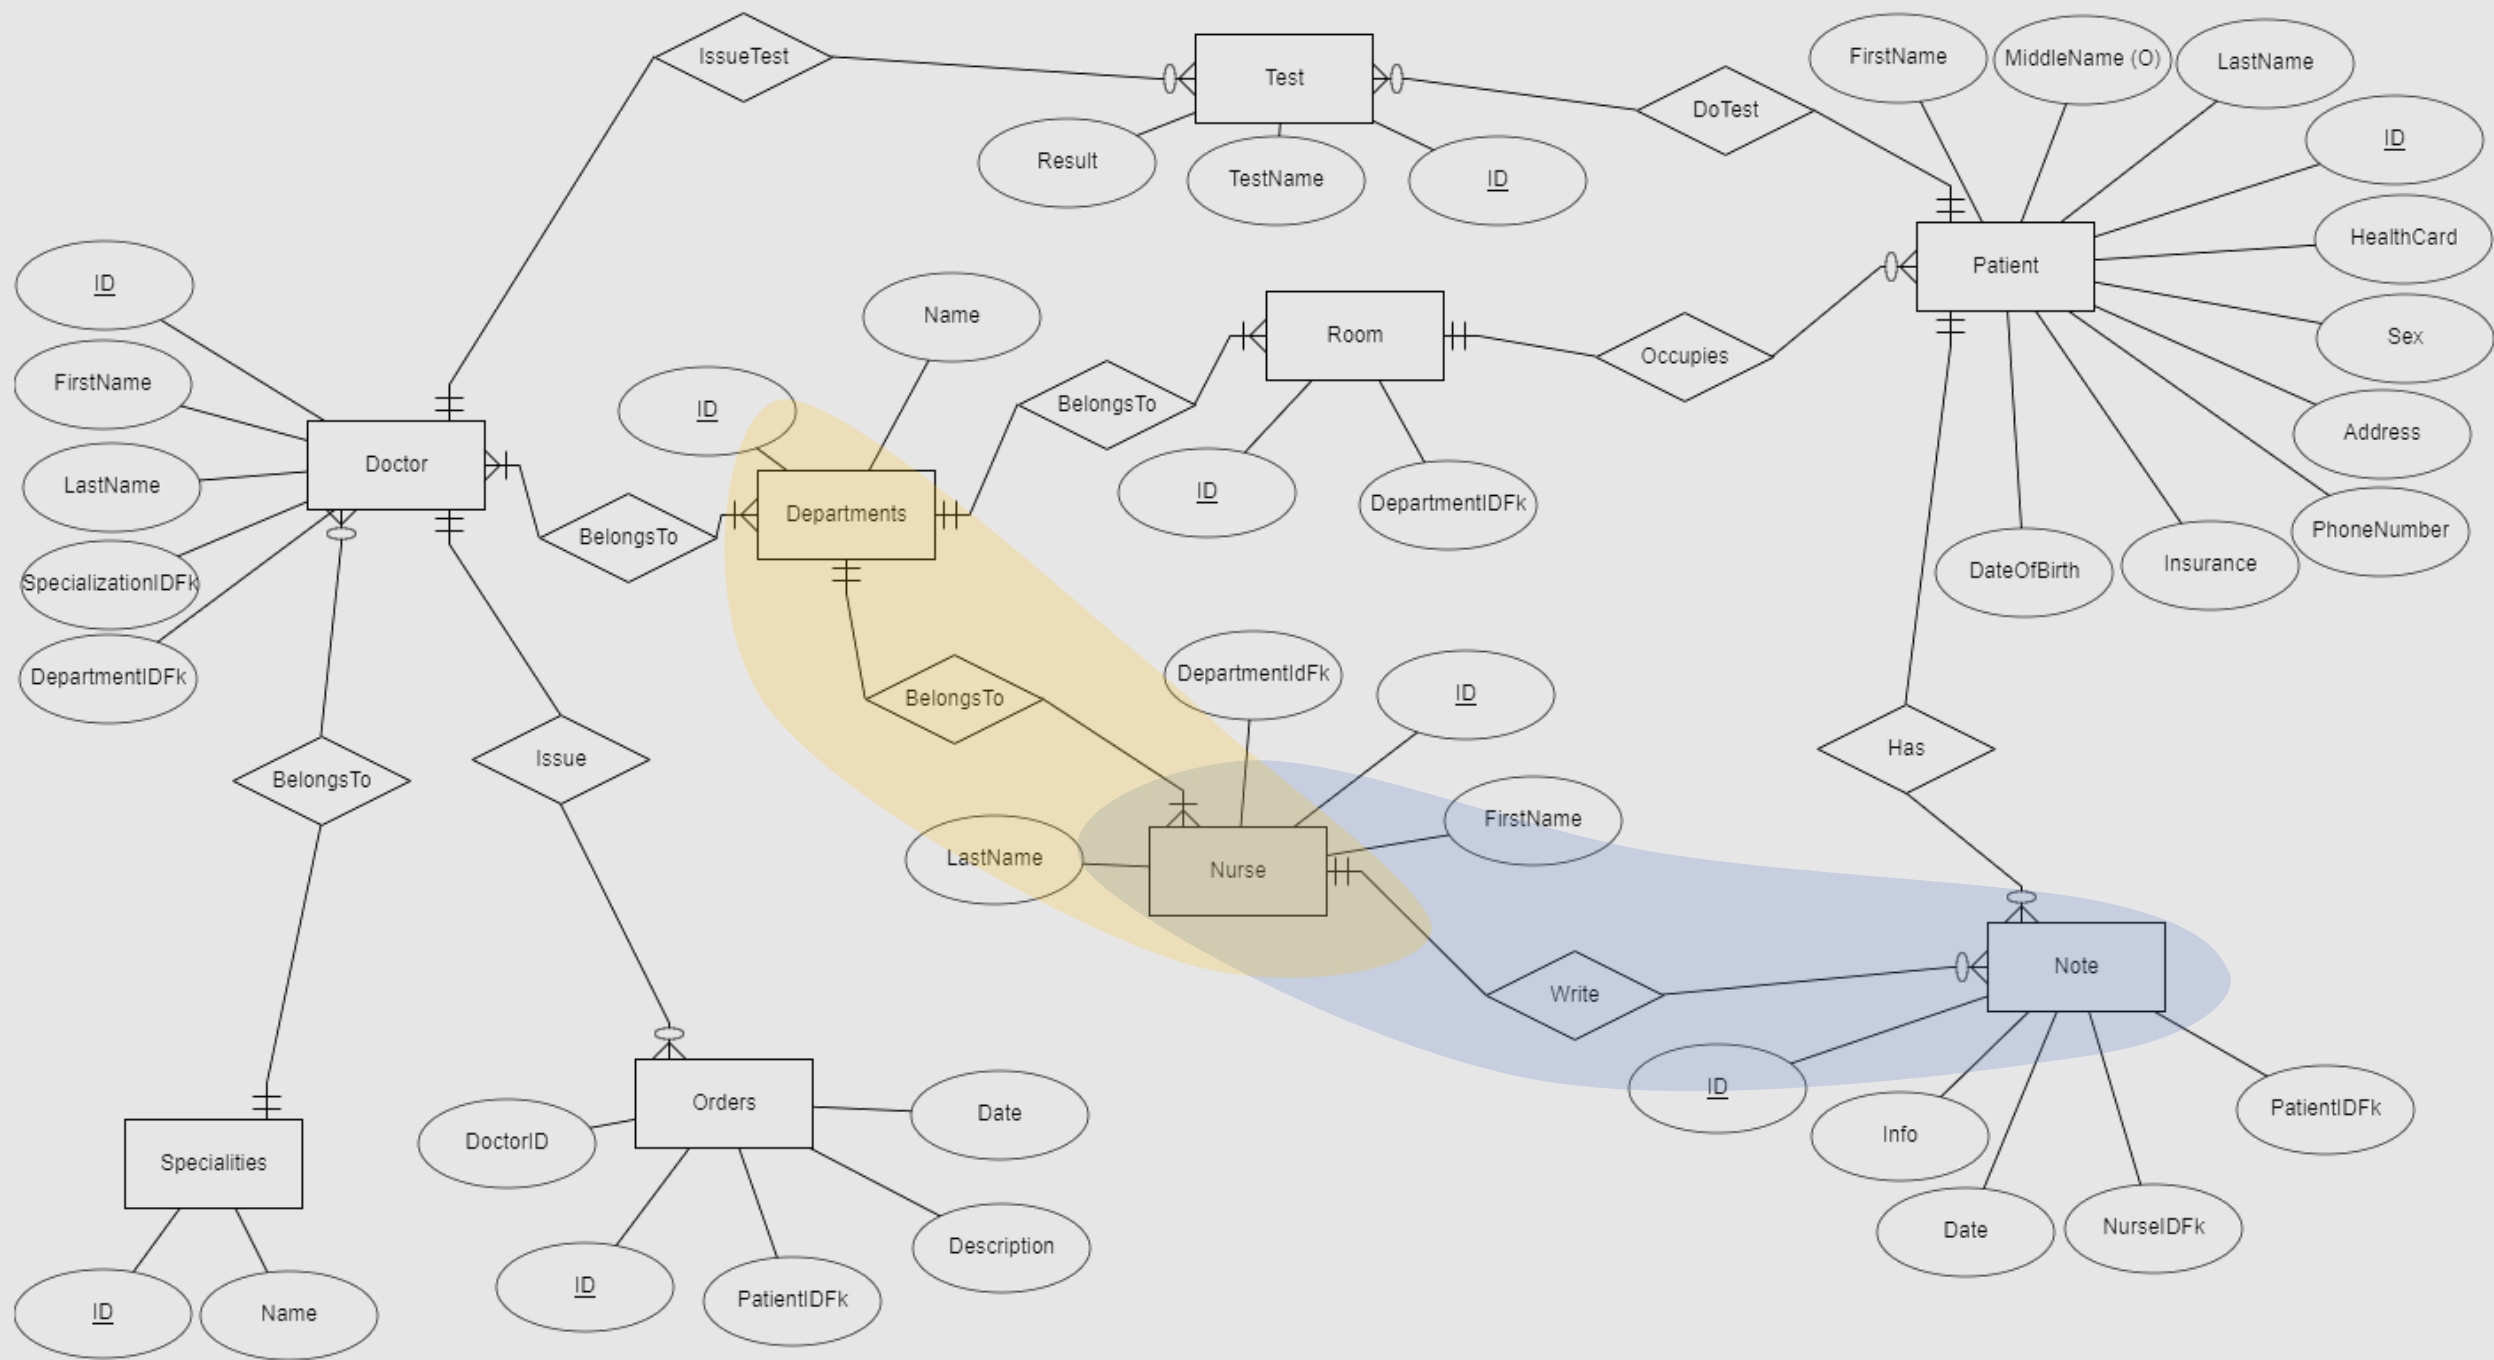 IssueTest
Test
DoTest
Result
TestName
ID
FirstName
MiddleName (O)
LastName
ID
HealthCard
Sex
Address
PhoneNumber
Insurance
DateOfBirth
Patient
ID
FirstName
LastName
SpecializationIDFk
DepartmentIDFk
Doctor
BelongsTo
ID
Name
Departments
BelongsTo
Room
Occupies
ID
DepartmentIDFk
BelongsTo
DepartmentIdFk
ID
FirstName
LastName
Nurse
Has
Write
Note
ID
Info
Date
NurseIDFk
PatientIDFk
BelongsTo
Issue
Specialities
ID
Name
Orders
DoctorID
Date
Description
ID
PatientIDFk